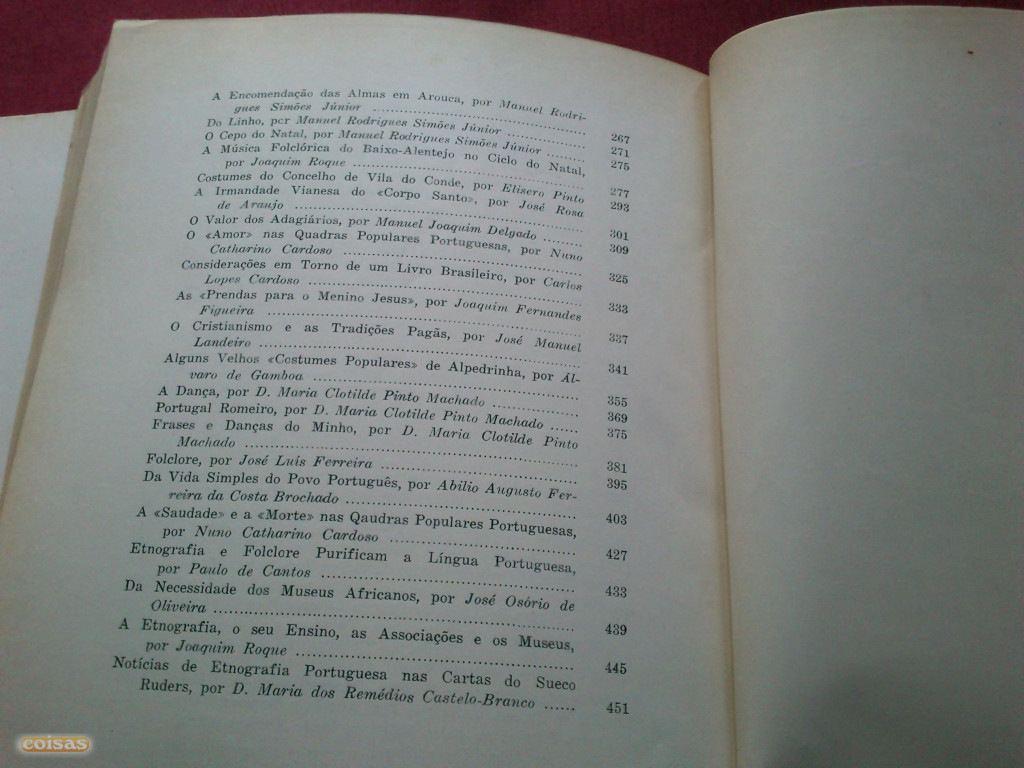 A Encomendação das Almas em Arouca, por Manuel Rodri-
gues Simões Júnior ........................................ 267
Do Linho, por Manuel Rodrigues Simões Júnior ............ 271
O Cepo do Natal, por Manuel Rodrigues Simões Júnior ....... 275
A Música Folclórica do Baixo-Alentejo no Ciclo do Natal,
por Joaquim Roque ........................................ 277
Costumes do Concelho de Vila do Conde, por Elisero Pinto 293
A Irmandade Vianesa do «Corpo Santo», por José Rosa
de Araujo ........................................ 301
O Valor dos Adagiários, por Manuel Joaquim Delgado ......... 309
O «Amor» nas Quadras Populares Portuguesas, por Nuno
Catharino Cardoso ........................................ 325
Considerações em Torno de um Livro Brasileiro, por Carlos
Lopes Cardoso ........................................ 333
As «Prendas para o Menino Jesus», por Joaquim Fernandes
Figueira ........................................ 337
O Cristianismo e as Tradições Pagãs, por José Manuel
Landeiro ........................................ 341
Alguns Velhos «Costumes Populares» de Alpedrinha, por Ál-
varo de Gamboa ........................................ 355
A Dança, por D. Maria Clotilde Pinto Machado ............... 369
Portugal Romeiro, por D. Maria Clotilde Pinto Machado ...... 375
Frases e Danças do Minho, por D. Maria Clotilde Pinto
Machado ........................................ 381
Folclore, por José Luís Ferreira ........................................ 395
Da Vida Simples do Povo Português, por Abílio Augusto Fer-
reira da Costa Brochado ........................................ 403
A «Saudade» e a «Morte» nas Qaudras Populares Portuguesas,
por Nuno Catharino Cardoso ........................................ 427
Etnografia e Folclore Purificam a Língua Portuguesa,
por Paulo de Cantos ........................................ 433
Da Necessidade dos Museus Africanos, por José Osório de
Oliveira ........................................ 439
A Etnografia, o seu Ensino, as Associações e os Museus,
por Joaquim Roque ........................................ 445
Notícias de Etnografia Portuguesa nas Cartas do Sueco
Ruders, por D. Maria dos Remédios Castelo-Branco ...... 451
coisas